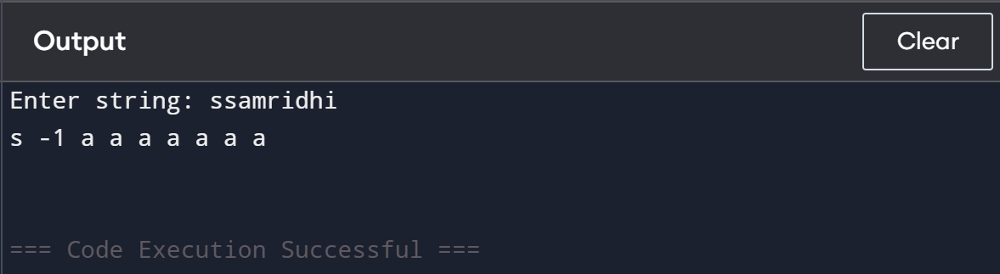 Output
Clear
Enter string: ssamridhi
s -1 a a a a a a a
=== Code Execution Successful ===